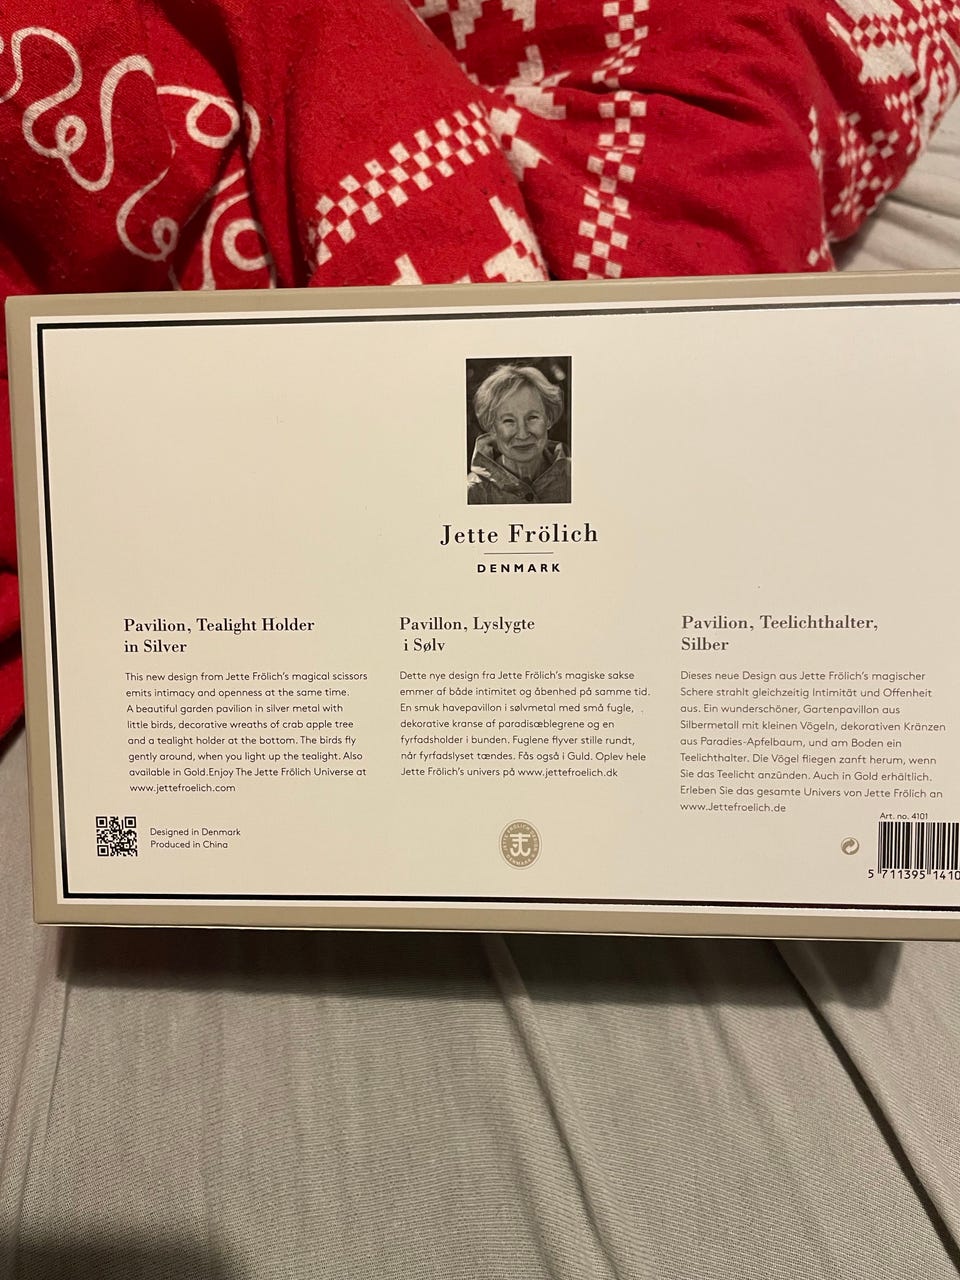 Jette Frölich
DENMARK
Pavilion, Tealight Holder
in Silver
This new design from Jette Frölich's magical scissors
emits intimacy and openness at the same time.
A beautiful garden pavilion in silver metal with
little birds, decorative wreaths of crab apple tree
and a tealight holder at the bottom. The birds fly
gently around, when you light up the tealight. Also
available in Gold.Enjoy The Jette Frölich Universe at
www.jettefroelich.com
Pavillon, Lyslygte
i Sølv
Dette nye design fra Jette Frölich's magiske sakse
emmer af både intimitet og åbenhed på samme tid.
En smuk havepavillon i sølvmetal med små fugle,
dekorative kranse af paradisæblegrene og en
fyrfadsholder i bunden. Fuglene flyver stille rundt,
når fyrfadslyset tændes. Fås også i Guld. Oplev hele
Jette Frölich's univers på www.jettefroelich.dk
Pavilion, Teelichthalter,
Silber
Dieses neue Design aus Jette Frölich's magischer
Schere strahlt gleichzeitig Intimität und Offenheit
aus. Ein wunderschöner, Gartenpavillon aus
Silbermetall mit kleinen Vögeln, dekorativen Kränzen
aus Paradies-Apfelbaum, und am Boden ein
Teelichthalter. Die Vögel fliegen zanft herum, wenn
Sie das Teelicht anzünden. Auch in Gold erhältlich.
Erleben Sie das gesamte Univers von Jette Frölich an
www.Jettefroelich.de
Designed in Denmark
Produced in China
JETTE FRÖLICH DESIGN
DENMARK
Art. no. 4101
5 711395 1410